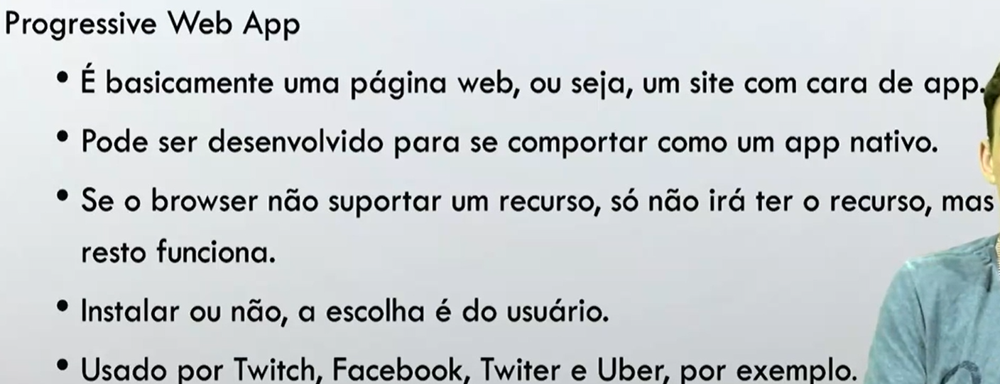 Progressive Web App
• É basicamente uma página web, ou seja, um site com cara de app.
• Pode ser desenvolvido para se comportar como um app nativo.
• Se o browser não suportar um recurso, só não irá ter o recurso, mas
resto funciona.
• Instalar ou não, a escolha é do usuário.
• Usado por Twitch, Facebook, Twiter e Uber, por exemplo.